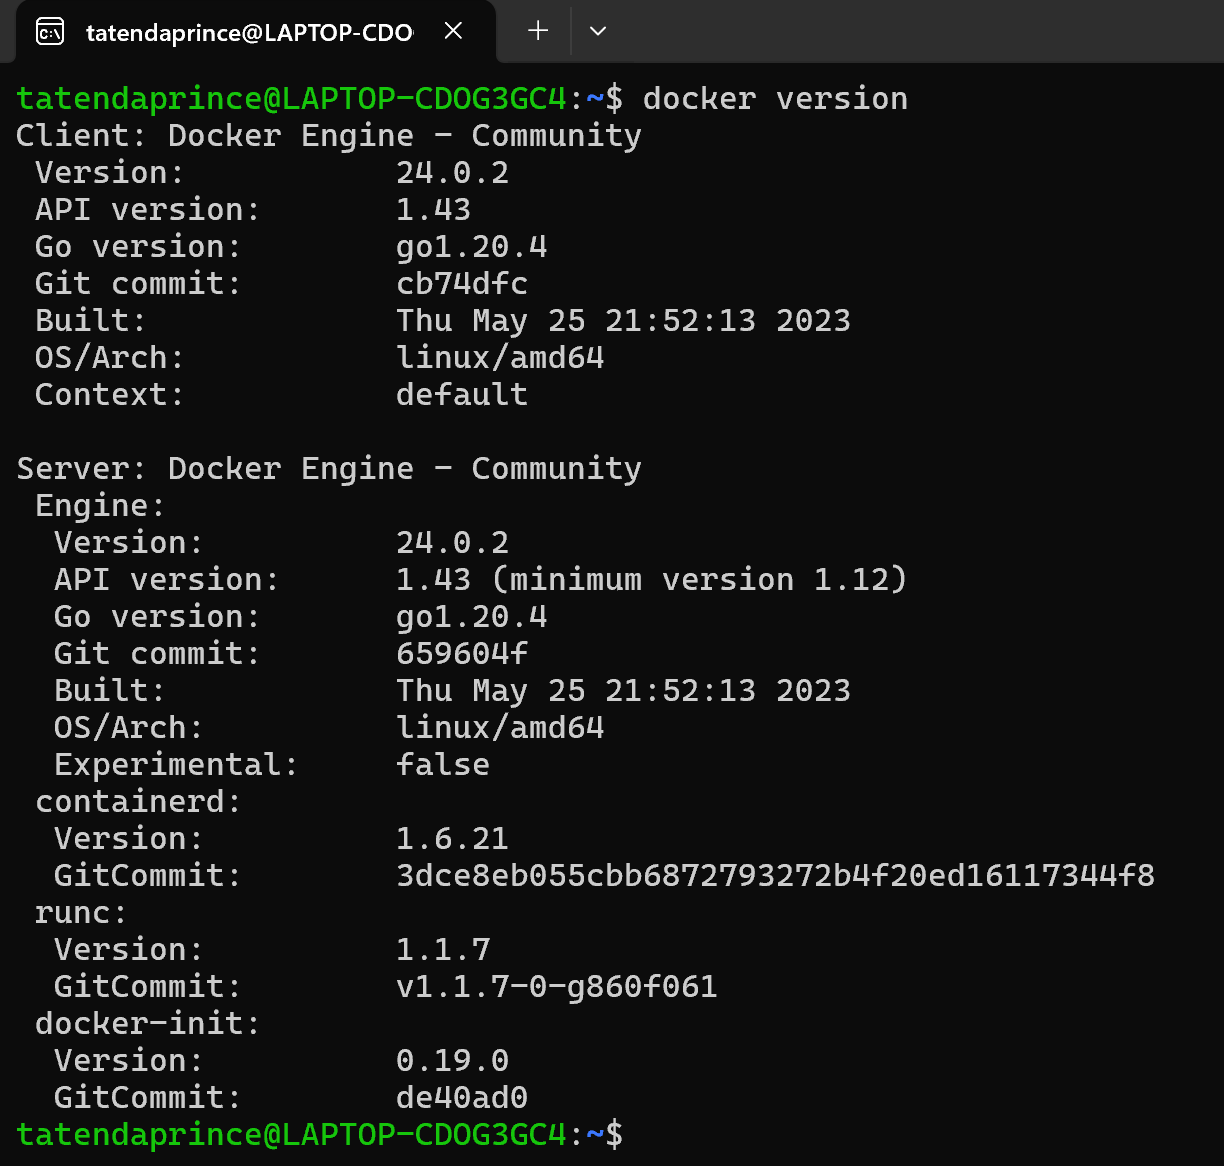 tatendaprince@LAPTOP-CDO
tatendaprince@LAPTOP-CDOG3GC4:~$ docker version
Client: Docker Engine - Community
 Version:           24.0.2
 API version:       1.43
 Go version:        go1.20.4
 Git commit:        cb74dfc
 Built:             Thu May 25 21:52:13 2023
 OS/Arch:           linux/amd64
 Context:           default

Server: Docker Engine - Community
 Engine:
  Version:          24.0.2
  API version:      1.43 (minimum version 1.12)
  Go version:       go1.20.4
  Git commit:       659604f
  Built:            Thu May 25 21:52:13 2023
  OS/Arch:          linux/amd64
  Experimental:     false
 containerd:
  Version:          1.6.21
  GitCommit:        3dce8eb055cbb6872793272b4f20ed16117344f8
 runc:
  Version:          1.1.7
  GitCommit:        v1.1.7-0-g860f061
 docker-init:
  Version:          0.19.0
  GitCommit:        de40ad0
tatendaprince@LAPTOP-CDOG3GC4:~$